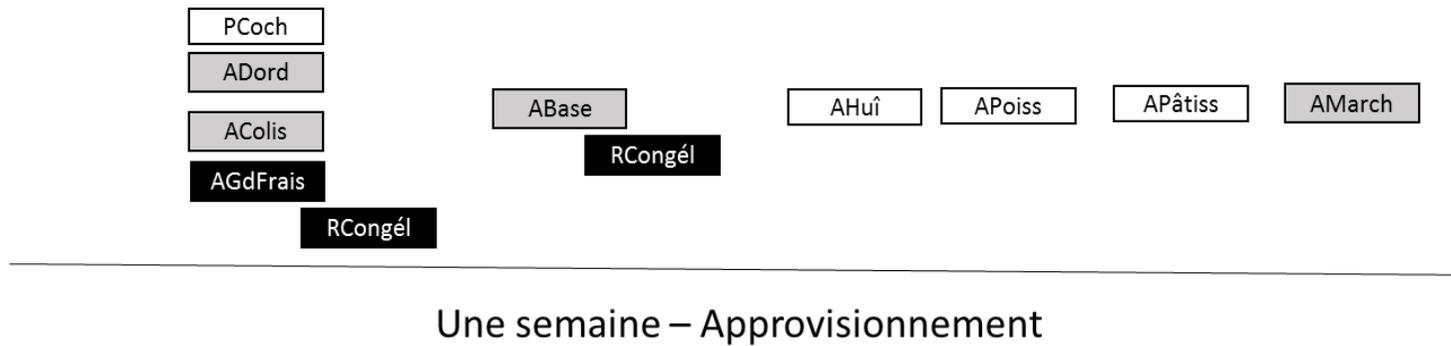 PCoch
ADord
AColis
AGdFrais
RCongél
ABase
RCongél
AHuî
APoiss
APâtiss
AMarch
Une semaine – Approvisionnement